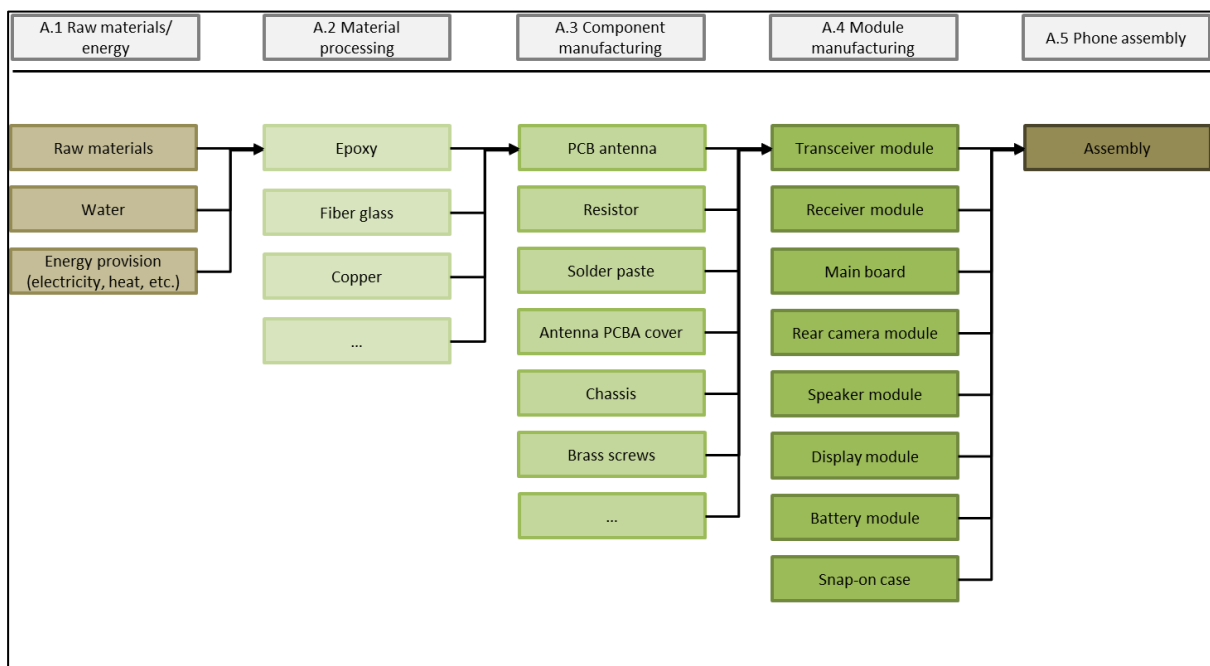 A.1 Raw materials/
energy
A.2 Material
processing
A.3 Component
manufacturing
A.4 Module
manufacturing
A.5 Phone assembly
Raw materials
Water
Energy provision
(electricity, heat, etc.)
Epoxy
Fiber glass
Copper
...
PCB antenna
Resistor
Solder paste
Antenna PCBA cover
Chassis
Brass screws
...
Transceiver module
Receiver module
Main board
Rear camera module
Speaker module
Display module
Battery module
Snap-on case
Assembly